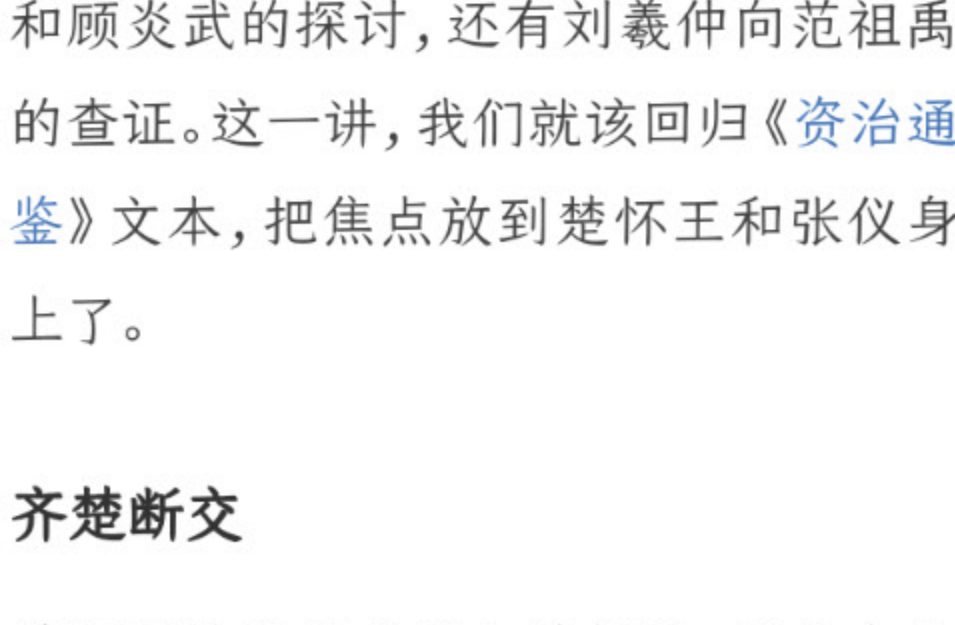 和顾炎武的探讨，还有刘羲仲向范祖禹
的查证。这一讲，我们就该回归《资治通
鉴》文本，把焦点放到楚怀王和张仪身
上了。
齐楚断交